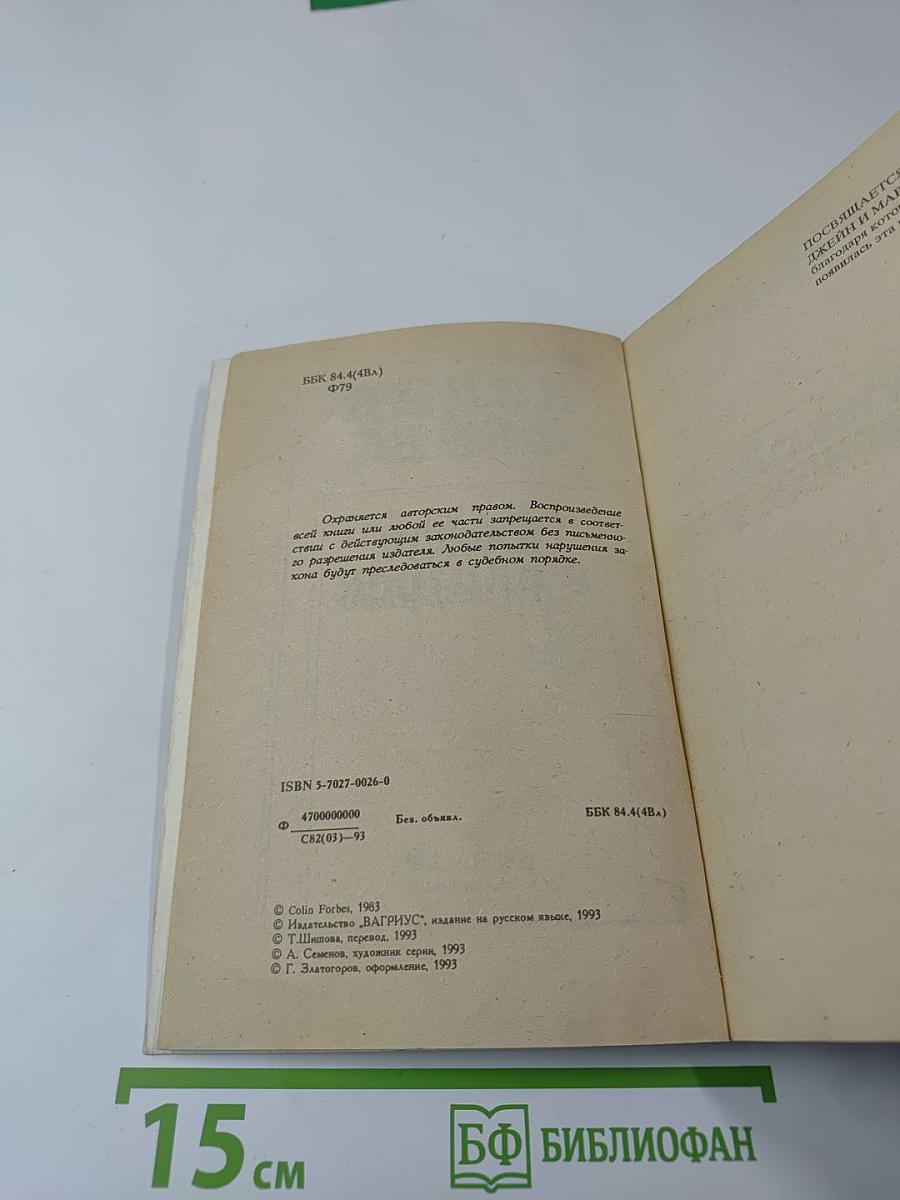 ББК 84.4(4Вл)
Ф79
Охраняется авторским правом. Воспроизведение
всей книги или любой ее части запрещается в соответ-
ствии с действующим законодательством без письменно-
го разрешения издателя. Любые попытки нарушения за-
кона будут преследоваться в судебном порядке.
ISBN 5-7027-0026-0
Ф 4700000000
С82(03)—93
Без. объявл.
ББК 84.4(4Вл)
© Colin Forbes, 1983
© Издательство „ВАГРИУС“, издание на русском языке, 1993
© Т.Шишова, перевод, 1993
© А. Семенов, художник серии, 1993
© Г. Златогоров, оформление, 1993
ПОСВЯЩАЕТСЯ
ДЖЕЙН И
благодаря
появилась эта
15 см
БФ БИБЛИОФАН